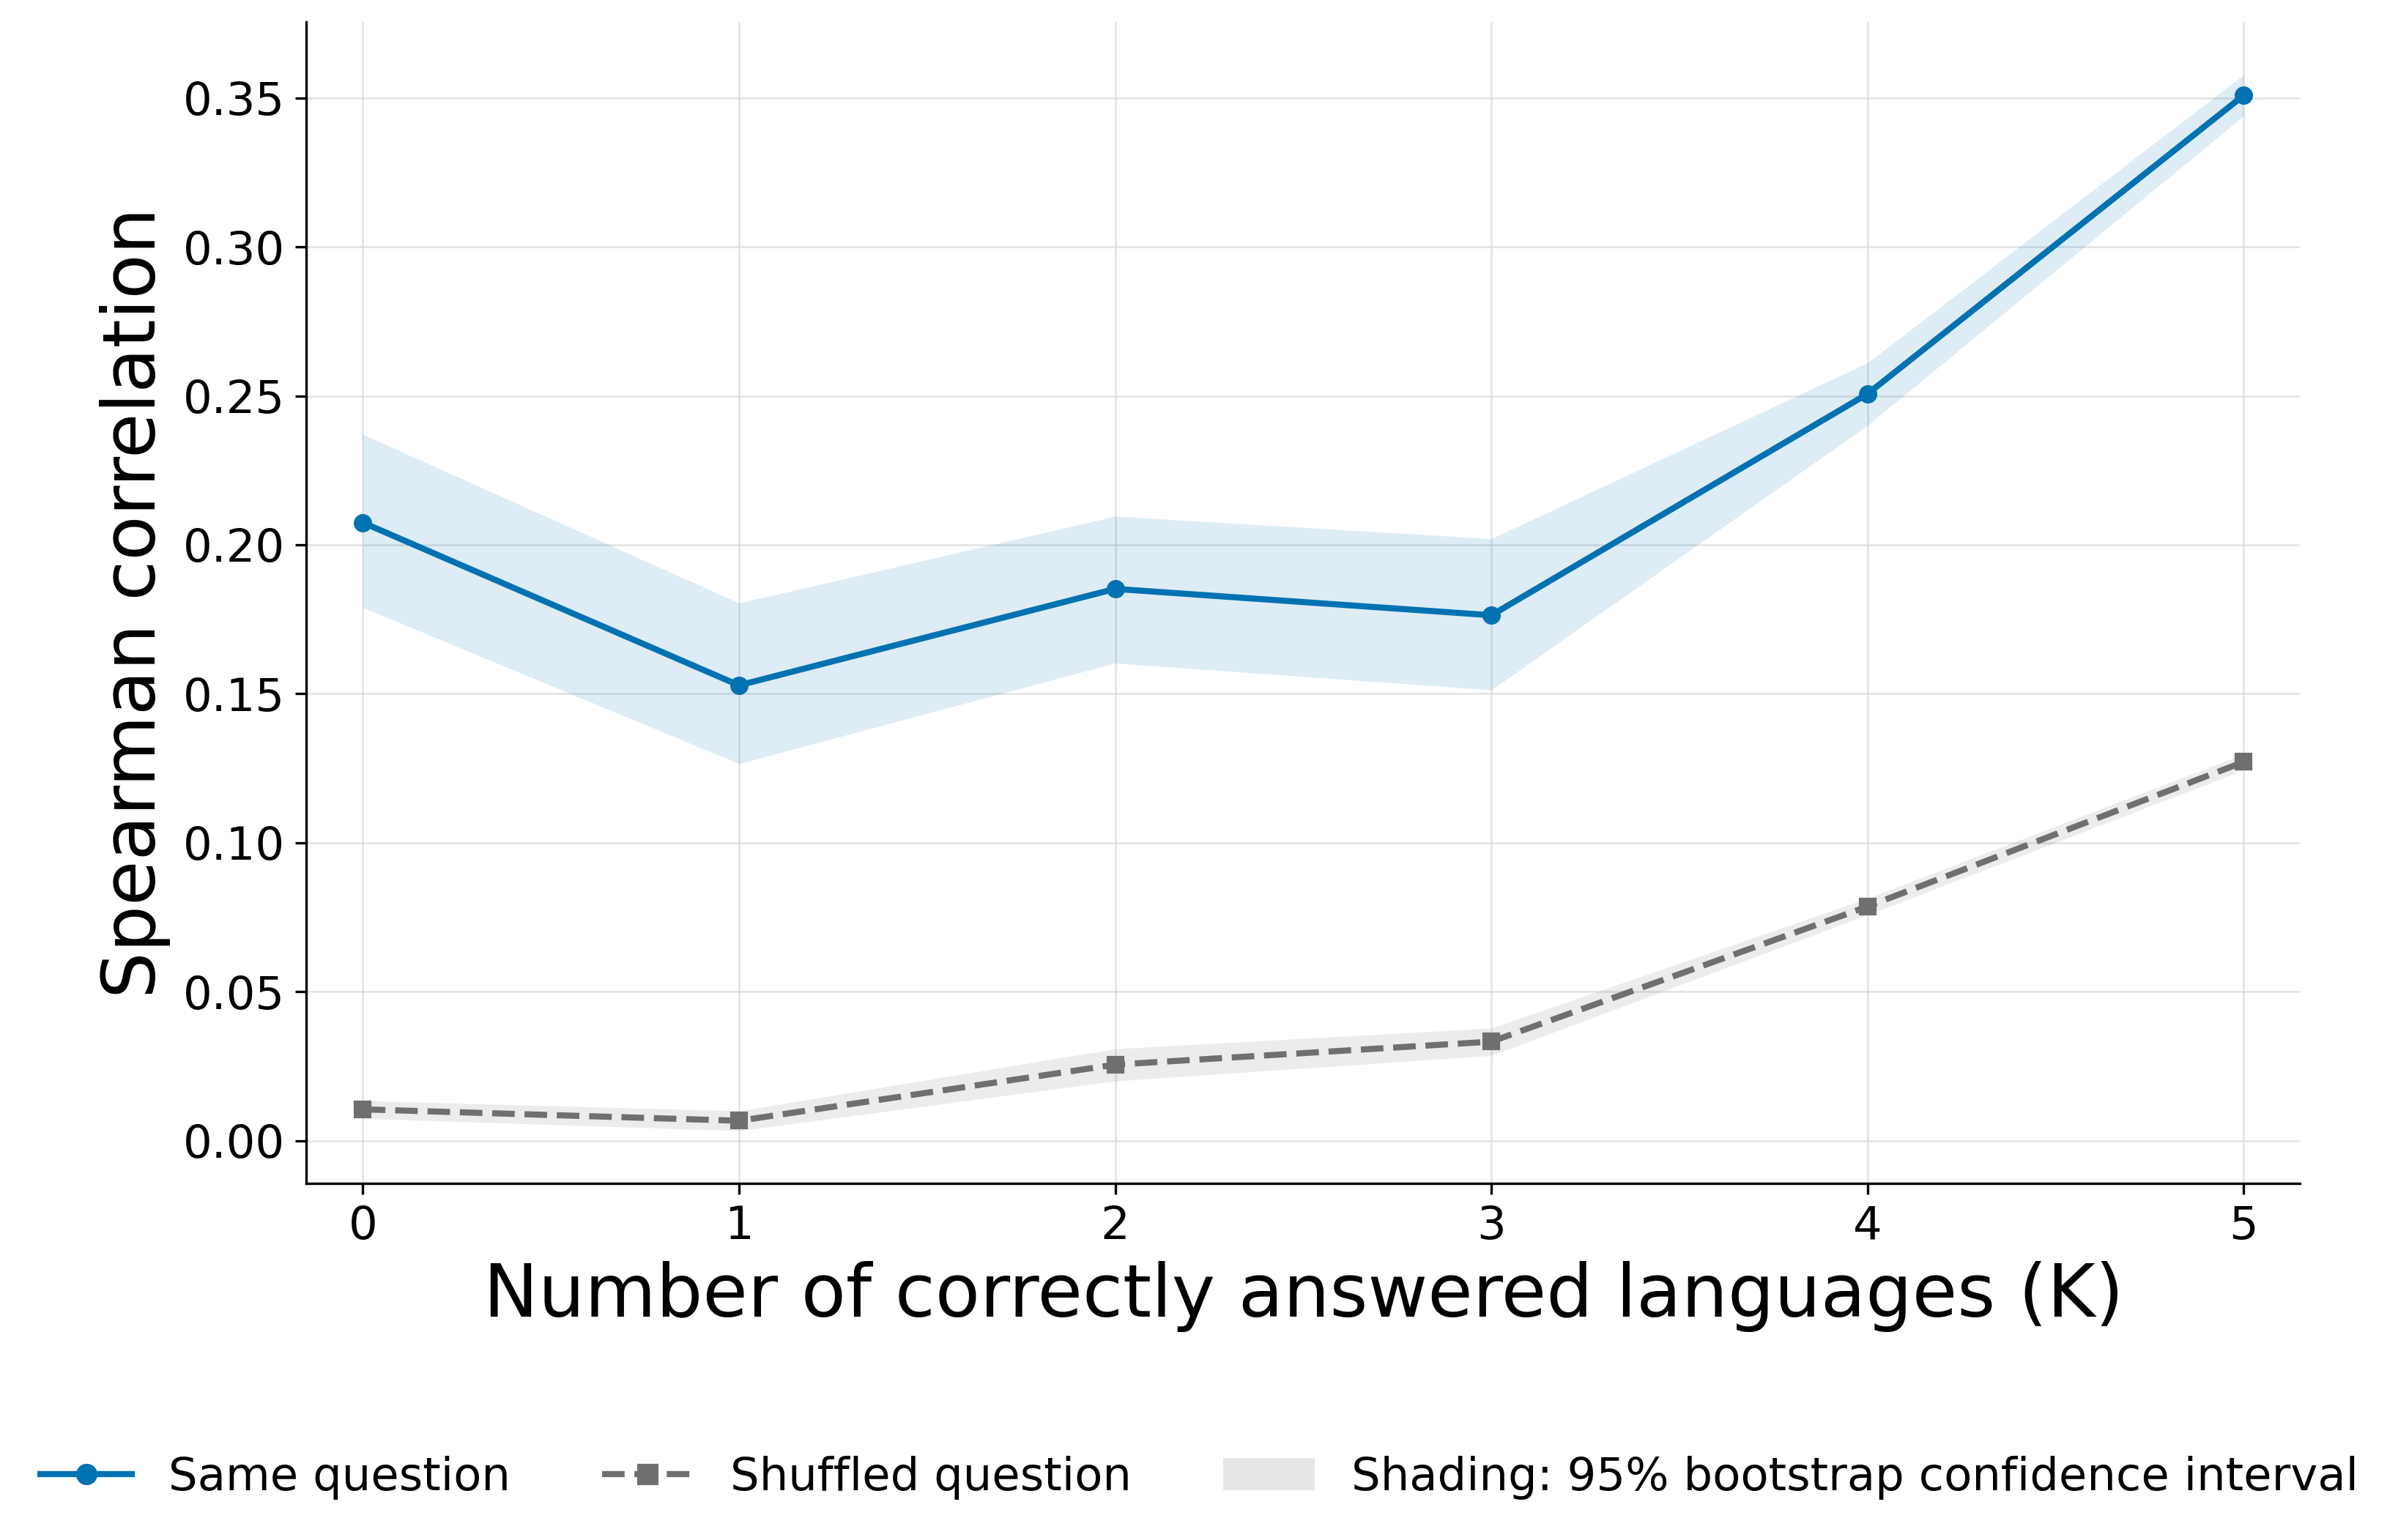 Spearman correlation
0.35
0.30
0.25
0.20
0.15
0.10
0.05
0.00
0 1 2 3 4 5
Number of correctly answered languages (K)
Same question Shuffled question Shading: 95% bootstrap confidence interval